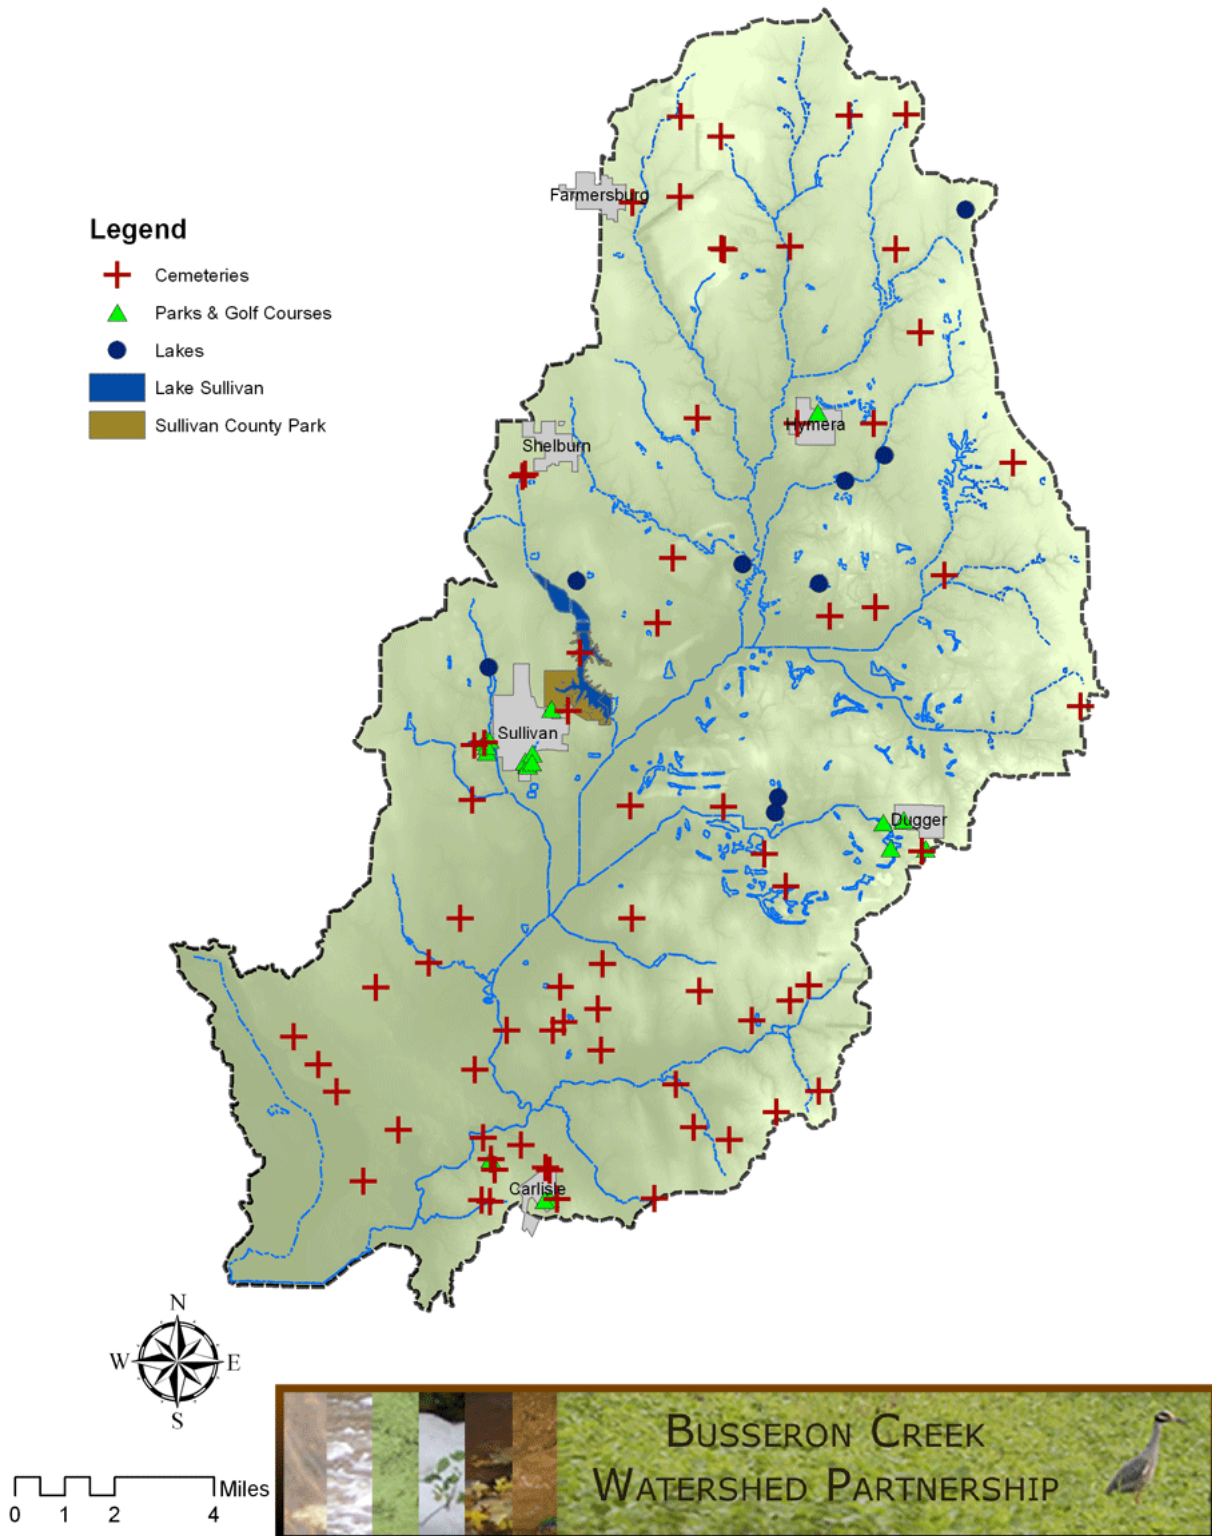 Farmersburg
Legend
Cemeteries
Parks & Golf Courses
Lakes
Lake Sullivan
Sullivan County Park
Hymera
Shelburn
Sullivan
Dugger
Carlisle
N
W E
S
Miles
0 1 2 4
BUSSERON CREEK
WATERSHED PARTNERSHIP